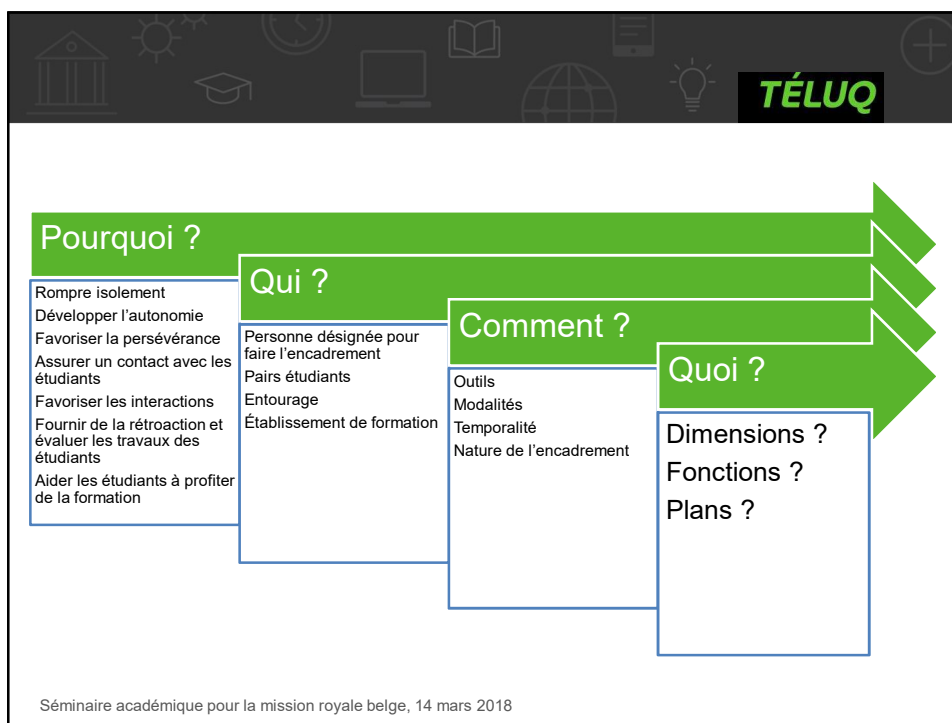 TÉLUQ
Pourquoi ?
Rompre isolement
Développer l'autonomie
Favoriser la persévérance
Assurer un contact avec les
étudiants
Favoriser les interactions
Fournir de la rétroaction et
évaluer les travaux des
étudiants
Aider les étudiants à profiter
de la formation
Qui ?
Personne désignée pour
faire l'encadrement
Pairs étudiants
Entourage
Établissement de formation
Comment ?
Outils
Modalités
Temporalité
Nature de l'encadrement
Quoi ?
Dimensions ?
Fonctions ?
Plans ?
Séminaire académique pour la mission royale belge, 14 mars 2018